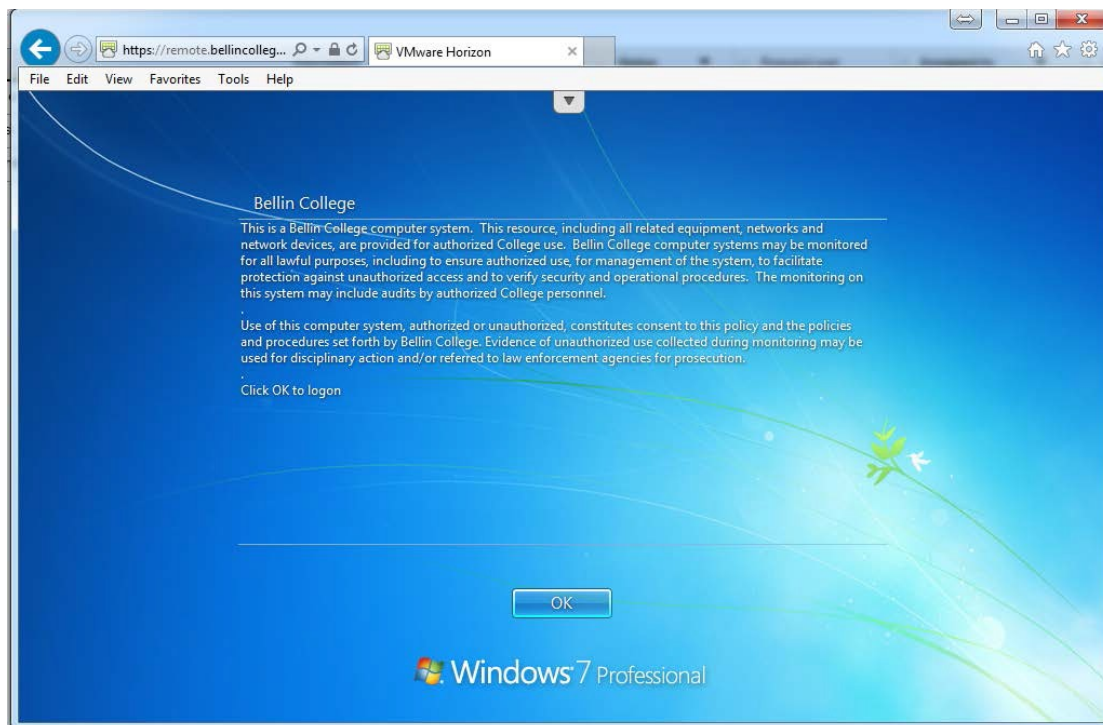 https://remote.bellincolleg...
VMware Horizon
File Edit View Favorites Tools Help
Bellin College
This is a Bellin College computer system. This resource, including all related equipment, networks and
network devices, are provided for authorized College use. Bellin College computer systems may be monitored
for all lawful purposes, including to ensure authorized use, for management of the system, to facilitate
protection against unauthorized access and to verify security and operational procedures. The monitoring on
this system may include audits by authorized College personnel.
.
Use of this computer system, authorized or unauthorized, constitutes consent to this policy and the policies
and procedures set forth by Bellin College. Evidence of unauthorized use collected during monitoring may be
used for disciplinary action and/or referred to law enforcement agencies for prosecution.
.
Click OK to logon
OK
Windows 7 Professional